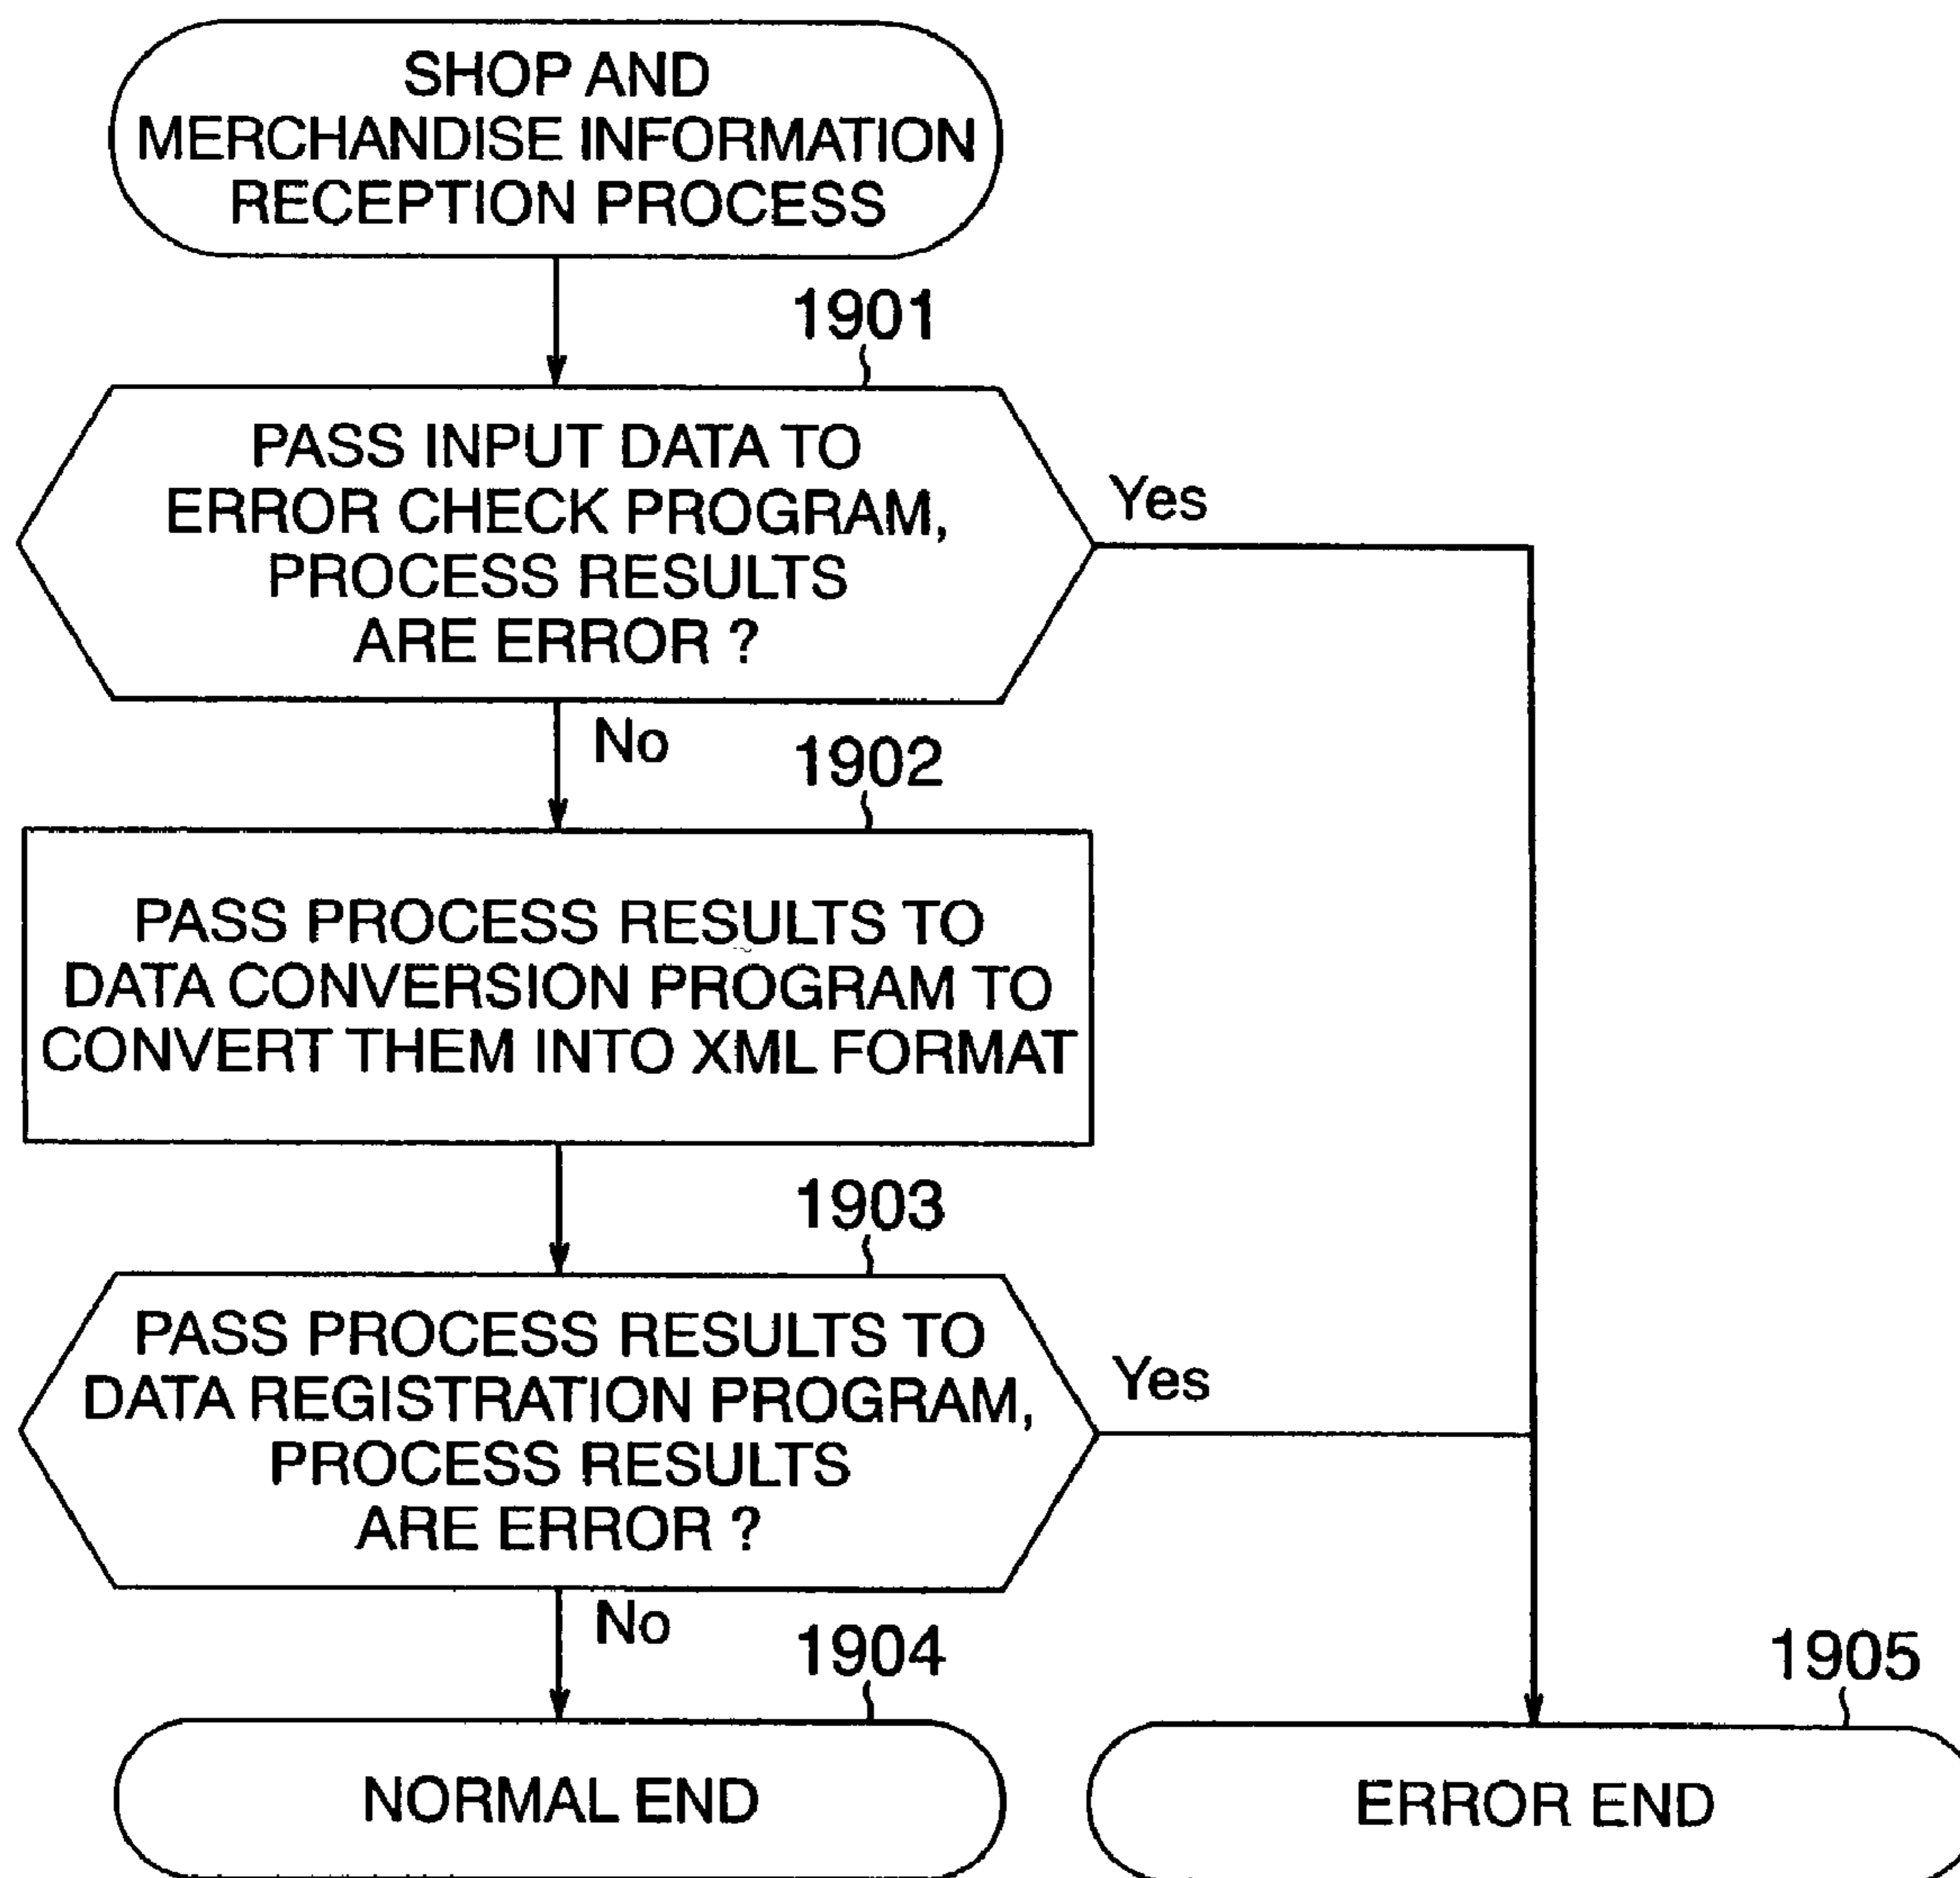 SHOP AND
MERCHANDISE INFORMATION
RECEPTION PROCESS
1901
PASS INPUT DATA TO
ERROR CHECK PROGRAM,
PROCESS RESULTS
ARE ERROR ?
Yes
No
1902
PASS PROCESS RESULTS TO
DATA CONVERSION PROGRAM TO
CONVERT THEM INTO XML FORMAT
1903
PASS PROCESS RESULTS TO
DATA REGISTRATION PROGRAM,
PROCESS RESULTS
ARE ERROR ?
Yes
No
1904
NORMAL END
1905
ERROR END